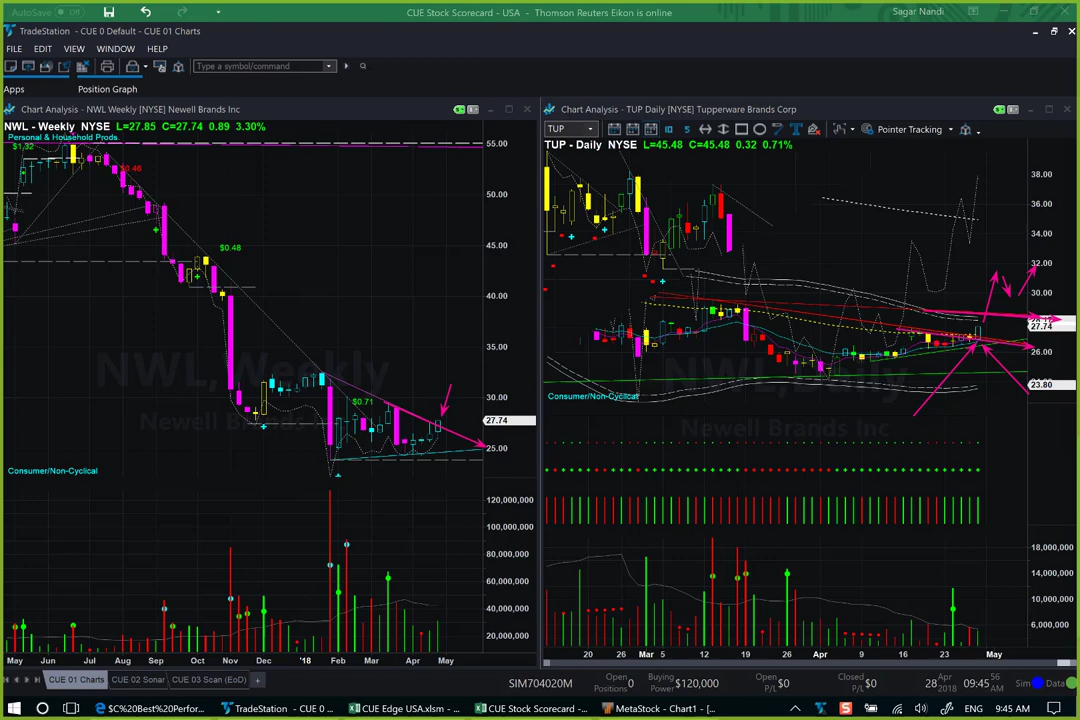 AutoSave Off
CUE Stock Scorecard - USA - Thomson Reuters Eikon is online
Sagar Nandi
TradeStation - CUE 0 Default - CUE 01 Charts
FILE EDIT VIEW WINDOW HELP
Type a symbol/command
Apps Position Graph
Chart Analysis - NWL Weekly [NYSE] Newell Brands Inc
NWL - Weekly NYSE L=27.85 C=27.74 0.89 3.30%
Personal & Household Prods.
$1.32
$0.46
$0.48
$0.71
55.00
50.00
45.00
40.00
35.00
30.00
27.74
25.00
NWL, Weekly
Newell Brands Inc
Consumer/Non-Cyclical
120,000,000
100,000,000
80,000,000
60,000,000
40,000,000
20,000,000
May Jun Jul Aug Sep Oct Nov Dec '18 Feb Mar Apr May
Chart Analysis - TUP Daily [NYSE] Tupperware Brands Corp
TUP
Pointer Tracking
TUP - Daily NYSE L=45.48 C=45.48 0.32 0.71%
38.00
36.00
34.00
32.00
30.00
27.74
26.00
23.80
Newell Brands Inc
Consumer/Non-Cyclical
18,000,000
14,000,000
10,000,000
6,000,000
20 26 Mar 5 12 19 26 Apr 9 16 23 May
CUE 01 Charts CUE 02 Sonar CUE 03 Scan (EoD) +
SIM704020M
Open Positions 0
Buying Power $120,000
Open P/L $0
Closed P/L $0
28 Apr 2018
09:45 56 AM
Sim Data
$C%20Best%20Perfor...
TradeStation - CUE 0 ...
CUE Edge USA.xlsm - ...
CUE Stock Scorecard - ...
MetaStock - Chart1 - [...
ENG
9:45 AM